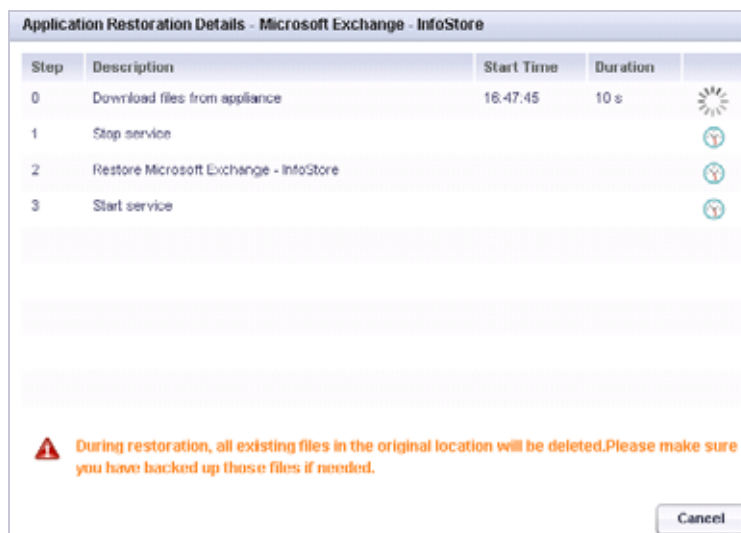 Application Restoration Details - Microsoft Exchange - InfoStore
Step Description Start Time Duration
0 Download files from appliance 16:47:45 10 s
1 Stop service
2 Restore Microsoft Exchange - InfoStore
3 Start service
During restoration, all existing files in the original location will be deleted.Please make sure
you have backed up those files if needed.
Cancel